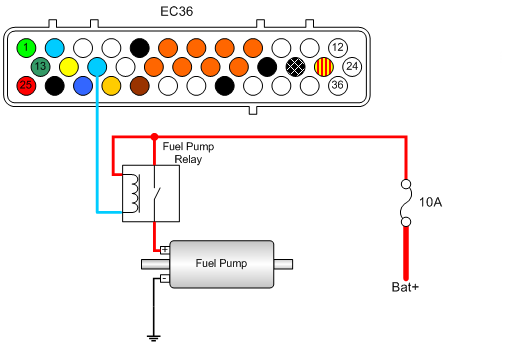 EC36
1
12
13
24
25
36
Fuel Pump
Relay
10A
+
Fuel Pump
-
Bat+